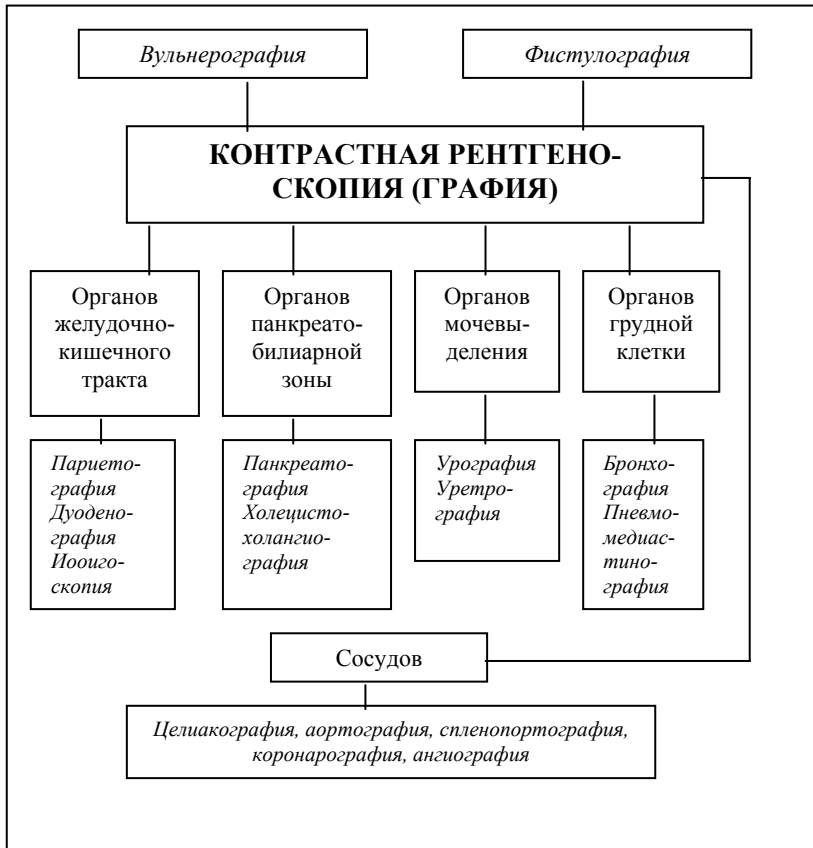 Вульнерография
Фистулография
КОНТРАСТНАЯ РЕНТГЕНО-
СКОПИЯ (ГРАФИЯ)
Органов
желудочно-
кишечного
тракта
Органов
панкреато-
билиарной
зоны
Органов
мочевы-
деления
Органов
грудной
клетки
Парието-
графия
Дуодено-
графия
Иооиго-
скопия
Панкреато-
графия
Холецисто-
холангио-
графия
Урография
Уретро-
графия
Бронхо-
графия
Пневмо-
медиас-
тино-
графия
Сосудов
Целиакография, аортография, спленопортография,
коронарография, ангиография